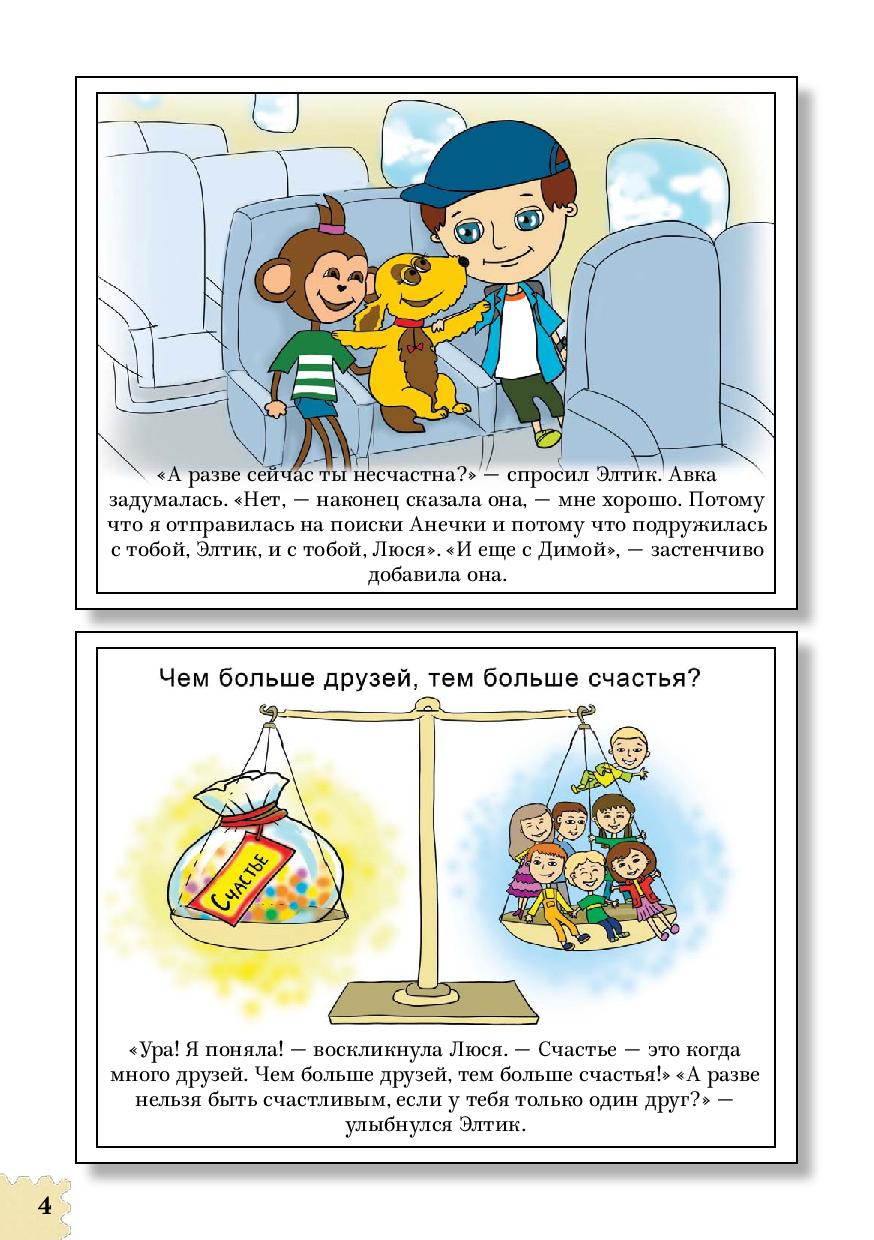 «А разве сейчас ты несчастна?» — спросил Элтик. Авка
задумалась. «Нет, — наконец сказала она, — мне хорошо. Потому
что я отправилась на поиски Анечки и потому что подружилась
с тобой, Элтик, и с тобой, Люся». «И еще с Димой», — застенчиво
добавила она.
Чем больше друзей, тем больше счастья?
Счастье
«Ура! Я поняла! — воскликнула Люся. — Счастье — это когда
много друзей. Чем больше друзей, тем больше счастья!» «А разве
нельзя быть счастливым, если у тебя только один друг?» —
улыбнулся Элтик.
4